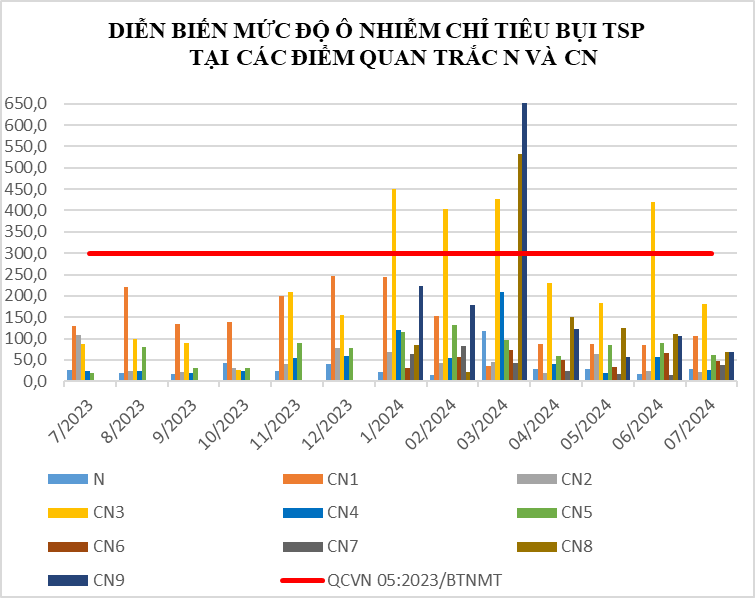 DIỄN BIẾN MỨC ĐỘ Ô NHIỄM CHỈ TIÊU BỤI TSP
TẠI CÁC ĐIỂM QUAN TRẮC N VÀ CN
650,0
600,0
550,0
500,0
450,0
400,0
350,0
300,0
250,0
200,0
150,0
100,0
50,0
0,0
7/2023 8/2023 9/2023 10/2023 11/2023 12/2023 1/2024 02/2024 03/2024 04/2024 05/2024 06/2024 07/2024
N CN1 CN2
CN3 CN4 CN5
CN6 CN7 CN8
CN9 QCVN 05:2023/BTNMT